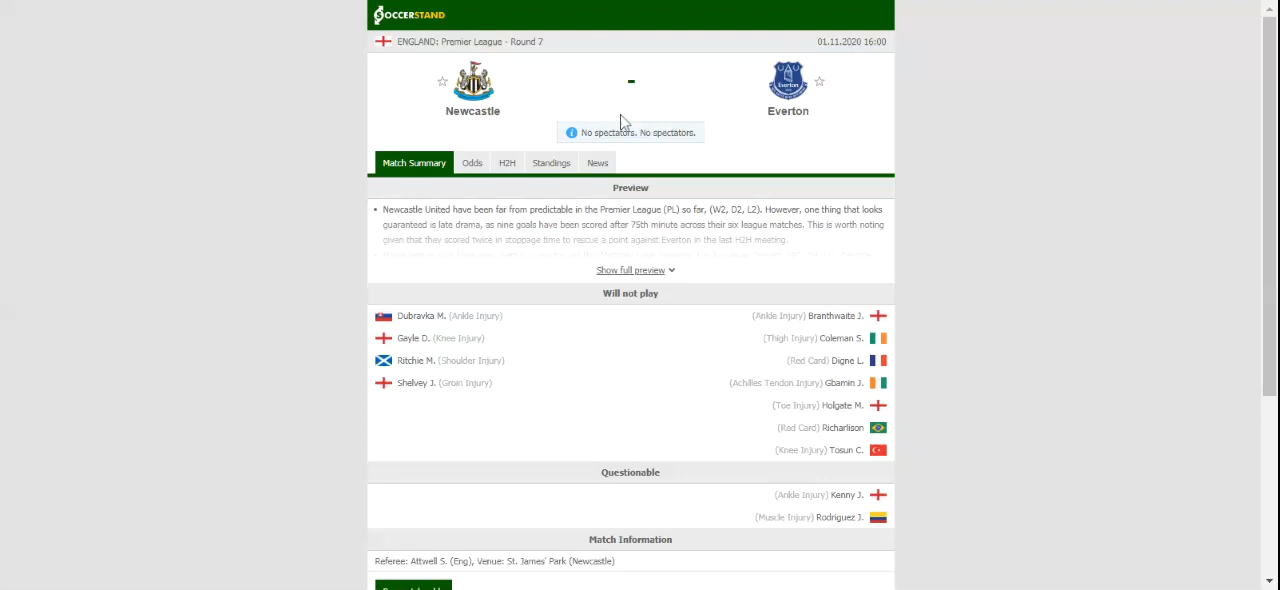 SOCCERSTAND
ENGLAND: Premier League - Round 7 01.11.2020 16:00
-
Newcastle Everton
No spectators. No spectators.
Match Summary Odds H2H Standings News
Preview
• Newcastle United have been far from predictable in the Premier League (PL) so far, (W2, D2, L2). However, one thing that looks
guaranteed is late drama, as nine goals have been scored after 75th minute across their six league matches. This is worth noting
given that they scored twice in stoppage time to rescue a point against Everton in the last H2H meeting.
Show full preview
Will not play
Dubravka M. (Ankle Injury) (Ankle Injury) Branthwaite J.
Gayle D. (Knee Injury) (Thigh Injury) Coleman S.
Ritchie M. (Shoulder Injury) (Red Card) Digne L.
Shelvey J. (Groin Injury) (Achilles Tendon Injury) Gbamin J.
(Toe Injury) Holgate M.
(Red Card) Richarlison
(Knee Injury) Tosun C.
Questionable
(Ankle Injury) Kenny J.
(Muscle Injury) Rodriguez J.
Match Information
Referee: Attwell S. (Eng), Venue: St. James' Park (Newcastle)